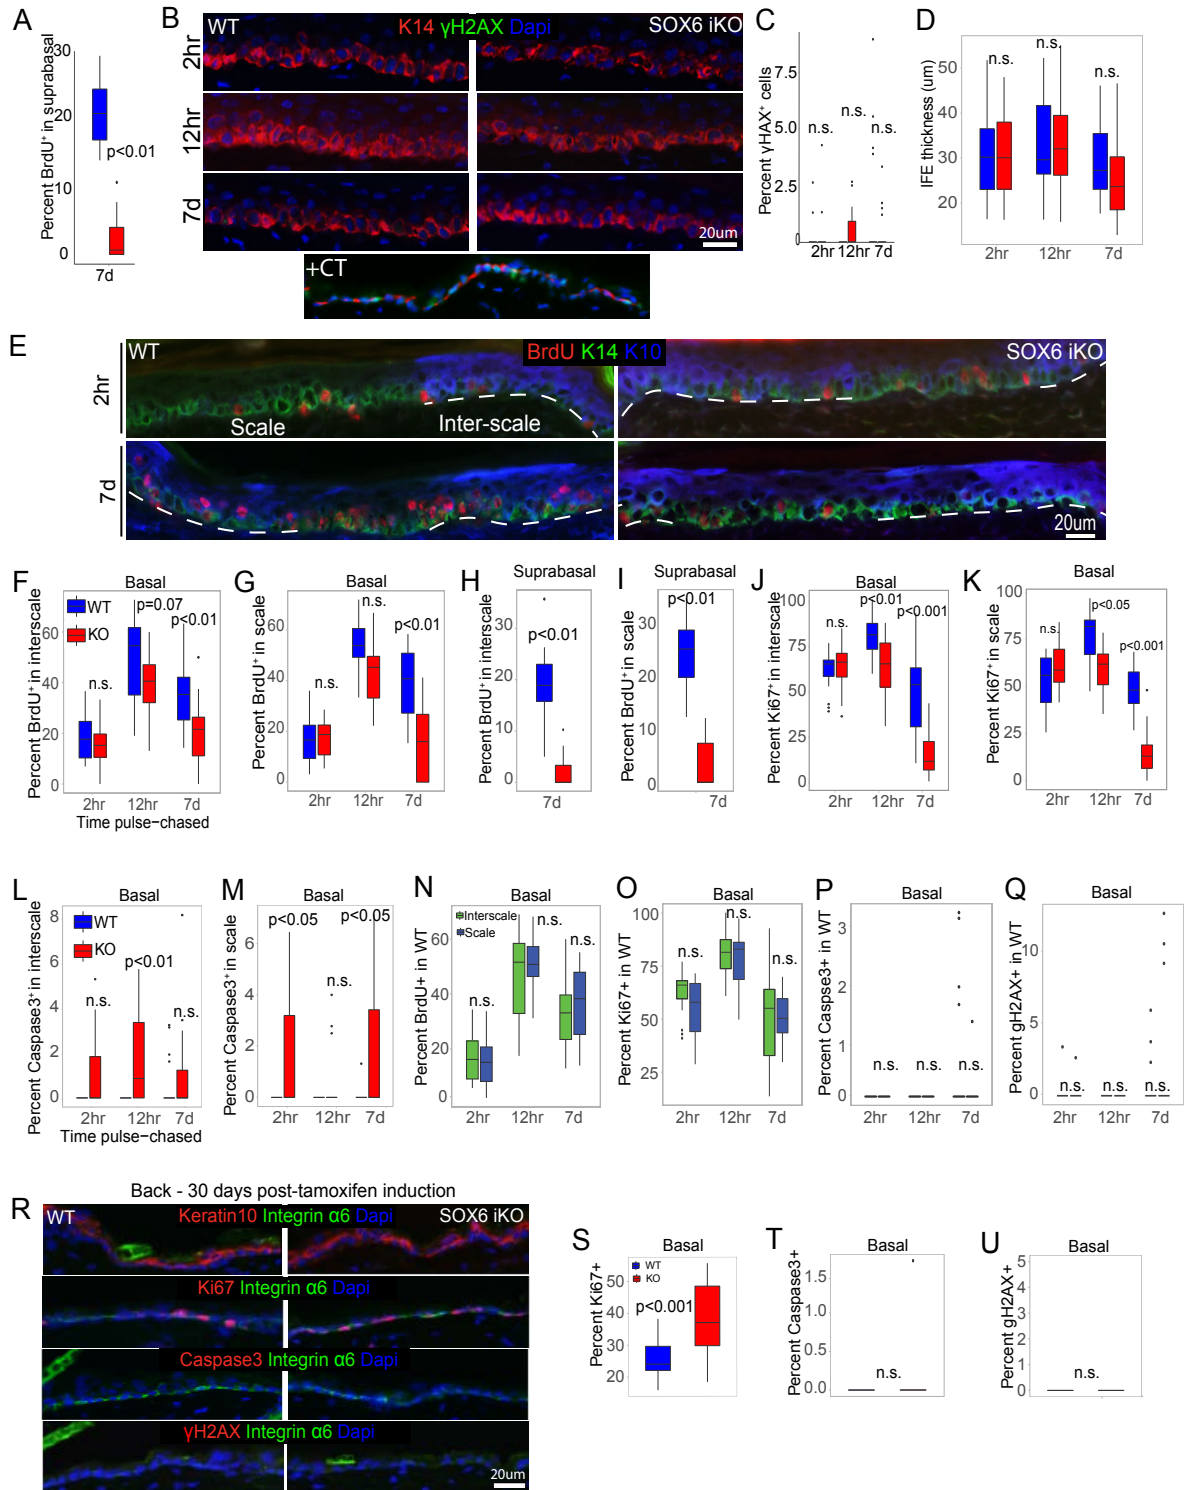 A
Percent BrdU⁺ in suprabasal
30
20
10
0
p<0.01
7d
B
WT
K14 γH2AX Dapi
SOX6 iKO
2hr
12hr
7d
20um
+CT
C
Percent γHAX⁺ cells
7.5
5.0
2.5
0
n.s.
n.s.
n.s.
2hr 12hr 7d
D
IFE thickness (um)
50
40
30
20
n.s.
n.s.
n.s.
2hr 12hr 7d
E
WT
BrdU K14 K10
SOX6 iKO
2hr
Scale
Inter-scale
7d
20um
F
Basal
Percent BrdU⁺ in interscale
60
40
20
0
WT
KO
n.s.
p=0.07
p<0.01
2hr 12hr 7d
Time pulse-chased
G
Basal
Percent BrdU⁺ in scale
60
40
20
0
n.s.
n.s.
p<0.01
2hr 12hr 7d
H
Suprabasal
Percent BrdU⁺ in interscale
30
20
10
0
p<0.01
7d
I
Suprabasal
Percent BrdU⁺ in scale
30
20
10
0
p<0.01
7d
J
Basal
Percent Ki67⁺ in interscale
100
75
50
25
0
n.s.
p<0.01
p<0.001
2hr 12hr 7d
K
Basal
Percent Ki67⁺ in scale
100
75
50
25
0
n.s.
p<0.05
p<0.001
2hr 12hr 7d
L
Basal
Percent Caspase3⁺ in interscale
8
6
4
2
0
WT
KO
n.s.
p<0.01
n.s.
2hr 12hr 7d
Time pulse-chased
M
Basal
Percent Caspase3⁺ in scale
8
6
4
2
0
p<0.05
n.s.
p<0.05
2hr 12hr 7d
N
Basal
Percent BrdU+ in WT
60
40
20
0
Interscale
Scale
n.s.
n.s.
n.s.
2hr 12hr 7d
O
Basal
Percent Ki67+ in WT
100
75
50
25
n.s.
n.s.
n.s.
2hr 12hr 7d
P
Basal
Percent Caspse3+ in WT
3
2
1
0
n.s.
n.s.
n.s.
2hr 12hr 7d
Q
Basal
Percent gH2AX+ in WT
10
5
0
n.s.
n.s.
n.s.
2hr 12hr 7d
R
Back - 30 days post-tamoxifen induction
WT
Keratin10 Integrin α6 Dapi
SOX6 iKO
Ki67 Integrin α6 Dapi
Caspase3 Integrin α6 Dapi
γH2AX Integrin α6 Dapi
20um
S
Basal
Percent Ki67+
50
40
30
20
WT
KO
p<0.001
T
Basal
Percent Caspase3+
1.5
1.0
0.5
0.0
n.s.
U
Basal
Percent gH2AX+
5
4
3
2
1
0
n.s.